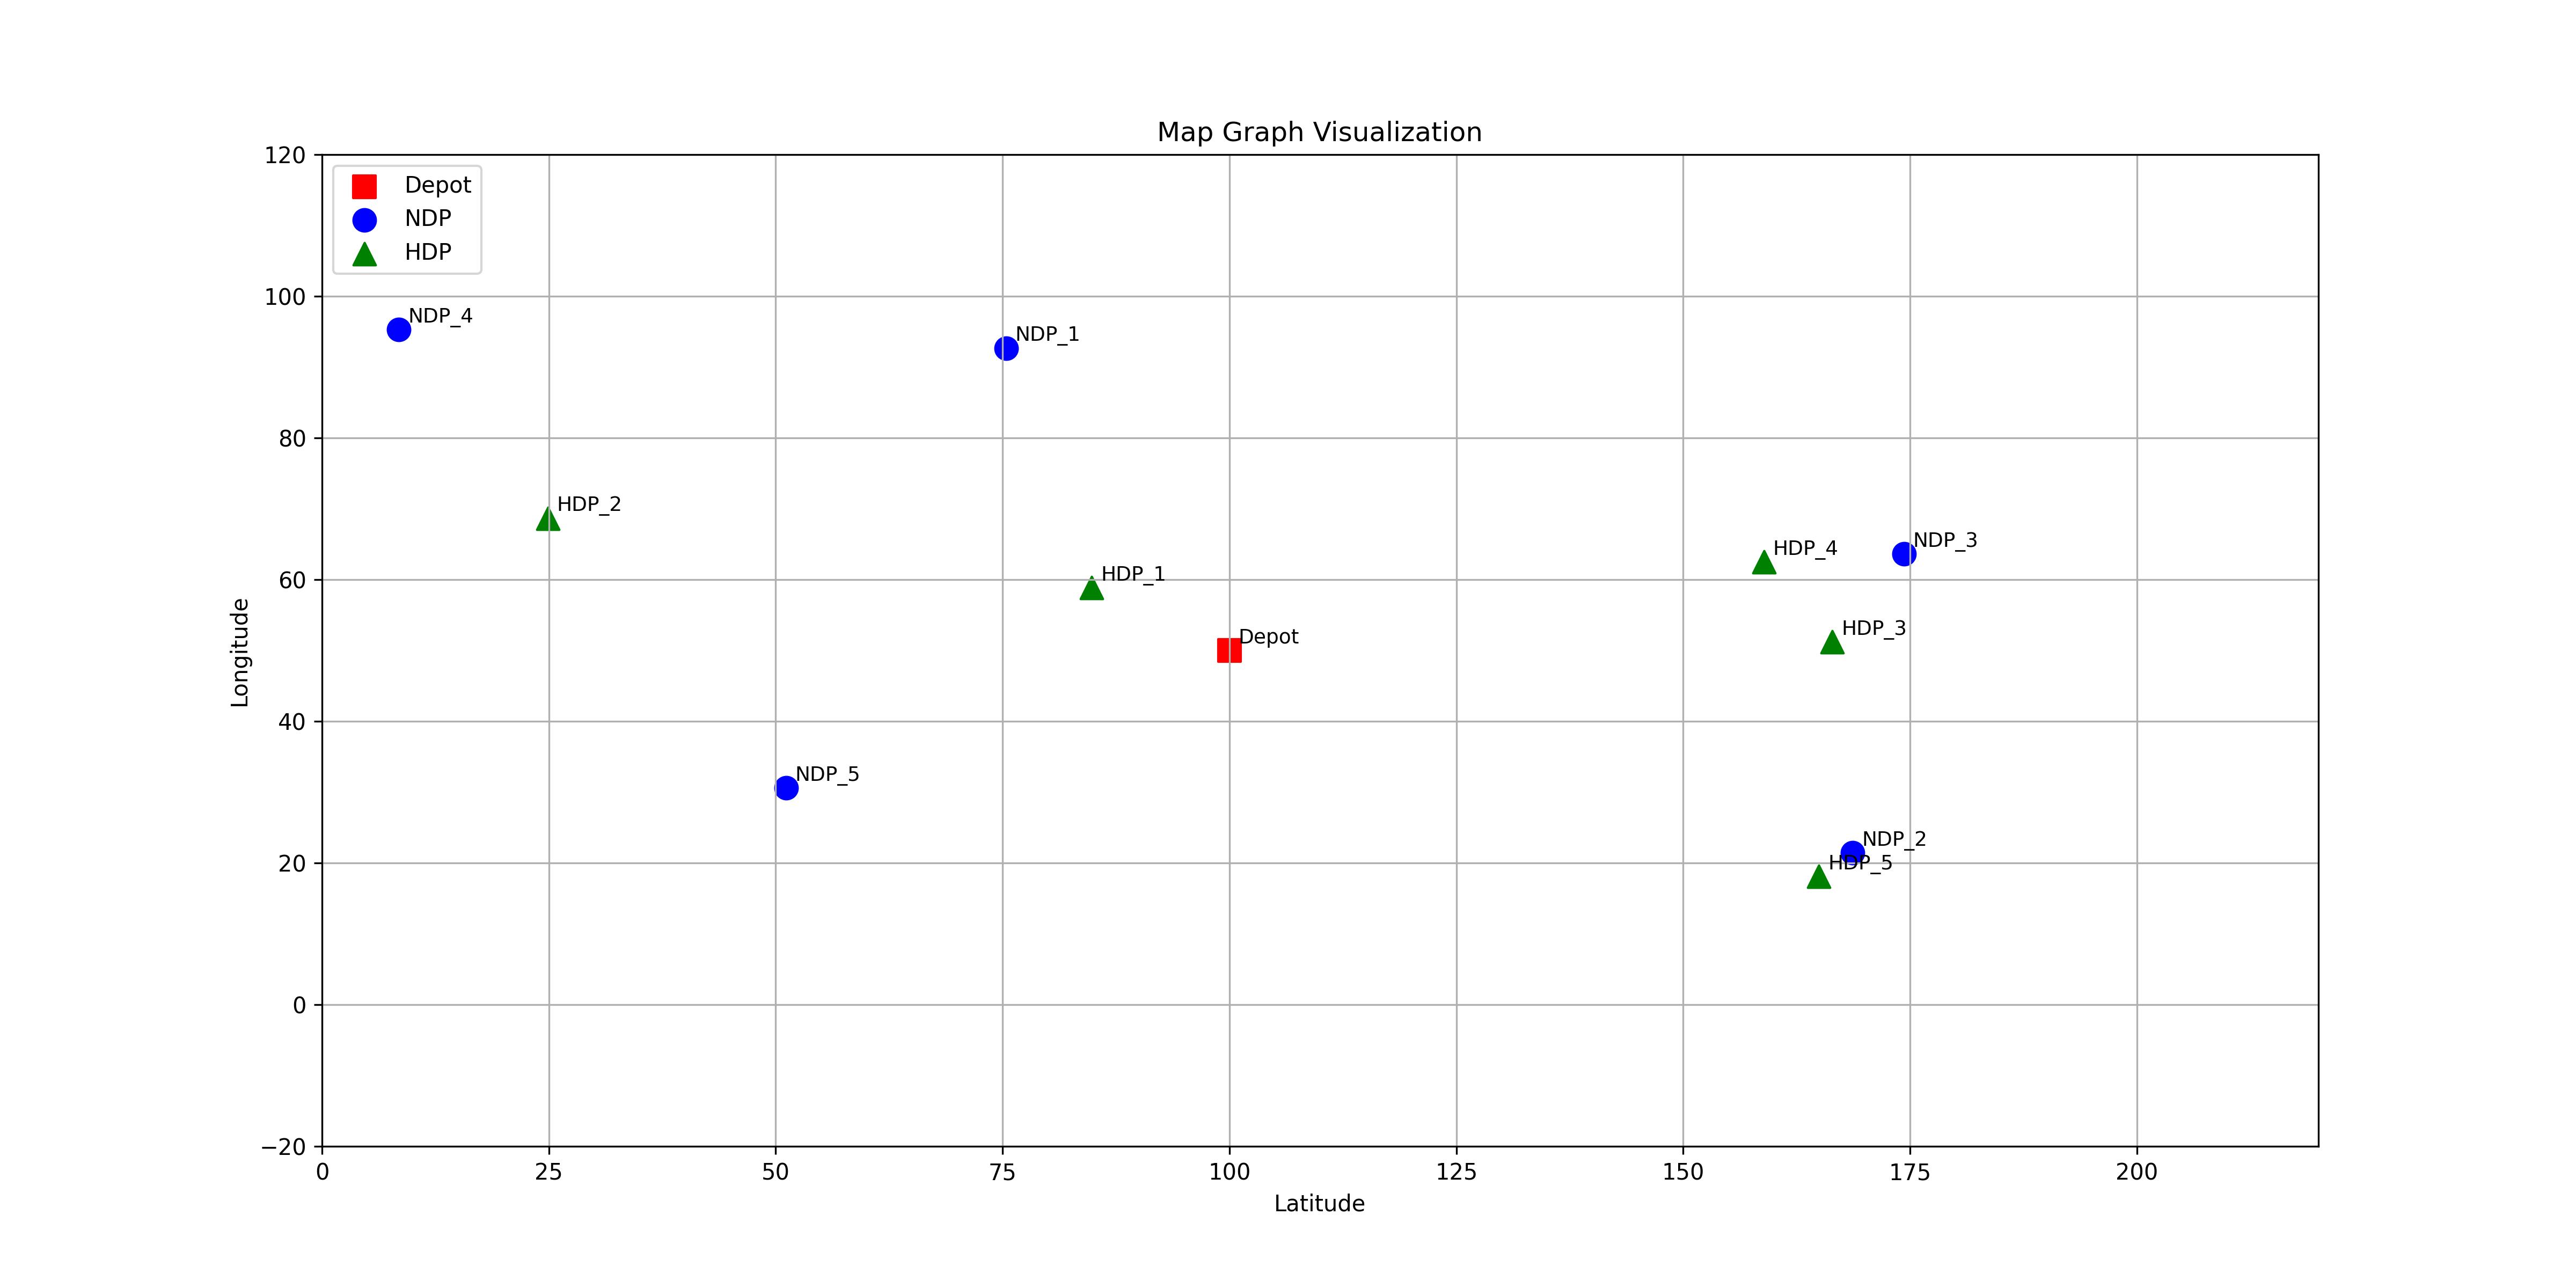 Map Graph Visualization
120
100
80
60
40
20
0
−20
Longitude
Depot
NDP
HDP
NDP_4
NDP_1
HDP_2
HDP_4
NDP_3
HDP_1
HDP_3
Depot
NDP_5
NDP_2
HDP_5
0 25 50 75 100 125 150 175 200
Latitude